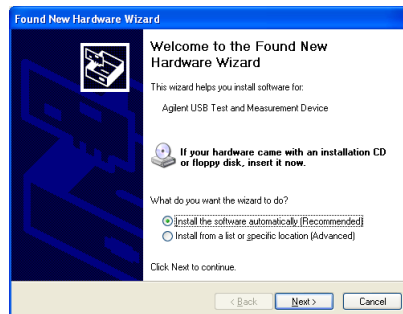 Found New Hardware Wizard
Welcome to the Found New
Hardware Wizard
This wizard helps you install software for:
Agilent USB Test and Measurement Device
If your hardware came with an installation CD
or floppy disk, insert it now.
What do you want the wizard to do?
Install the software automatically (Recommended)
Install from a list or specific location (Advanced)
Click Next to continue.
< Back Next > Cancel